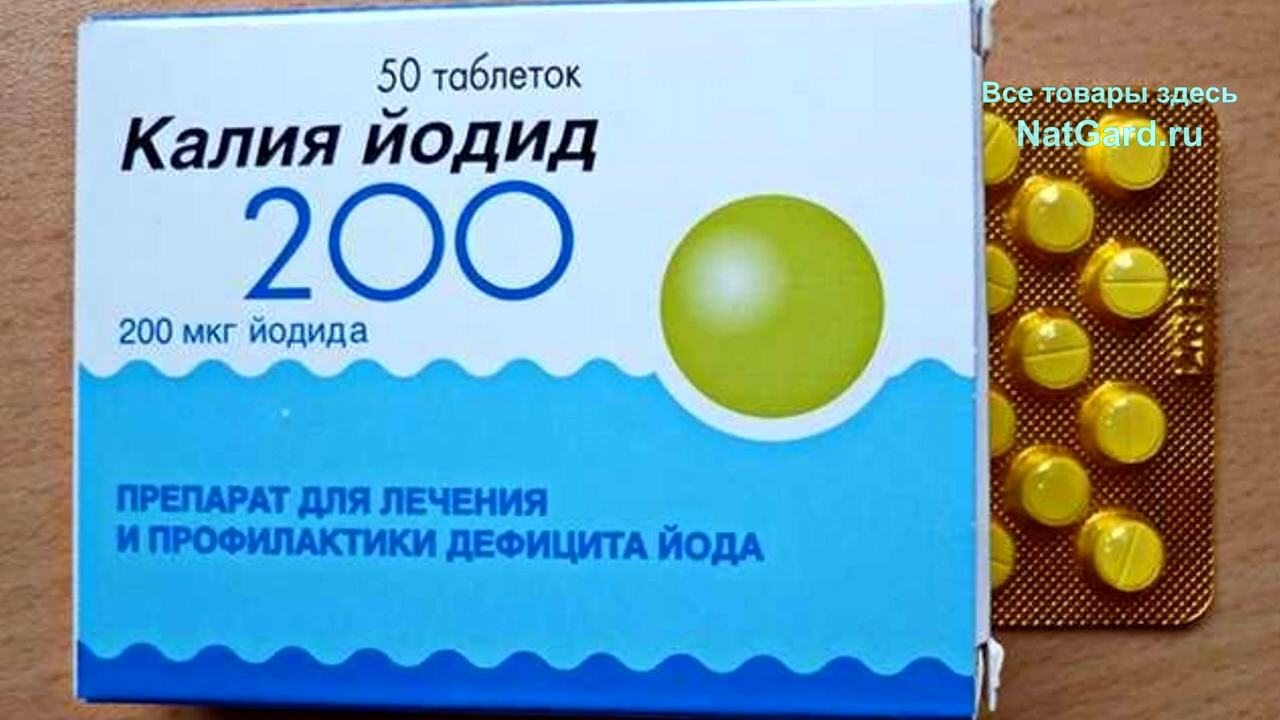 50 таблеток
Калия йодид
200
200 мкг йодида
ПРЕПАРАТ ДЛЯ ЛЕЧЕНИЯ
И ПРОФИЛАКТИКИ ДЕФИЦИТА ЙОДА
Все товары здесь
NatGard.ru